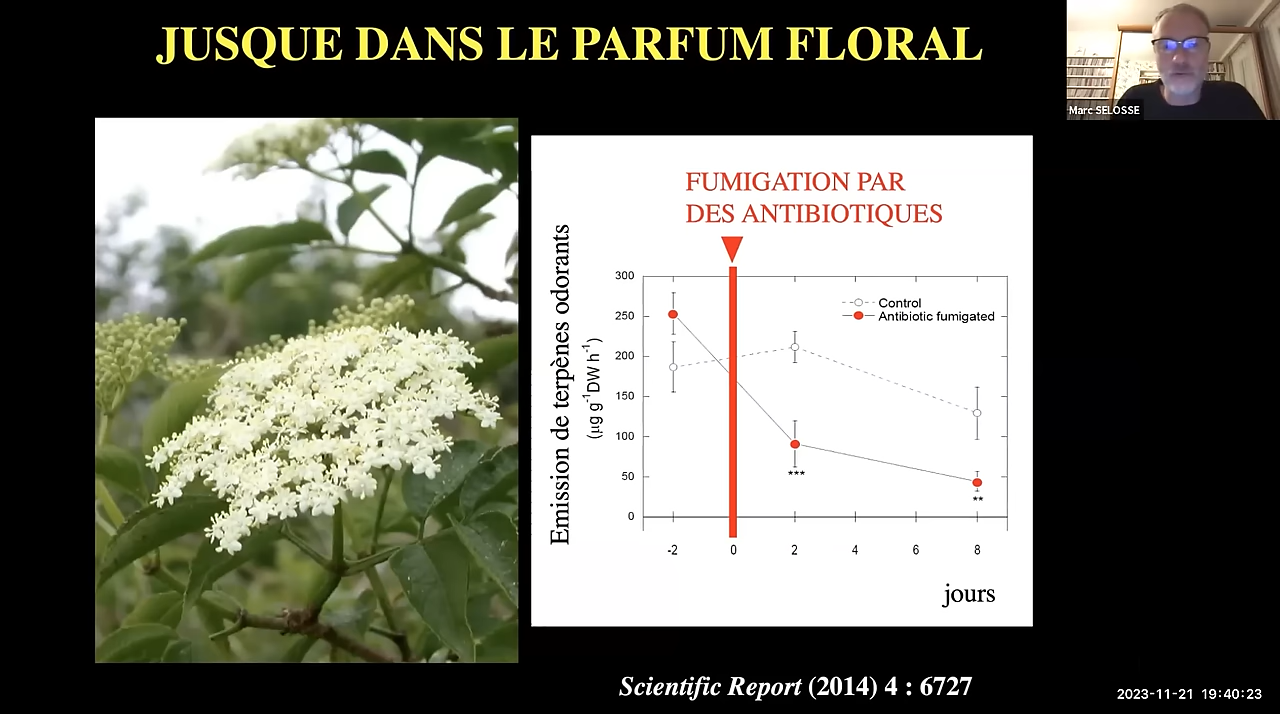 JUSQUE DANS LE PARFUM FLORAL
Marc SELOSSE
FUMIGATION PAR
DES ANTIBIOTIQUES
Emission de terpènes odorants
(µg g⁻¹DW h⁻¹)
300
250
200
150
100
50
0
Control
Antibiotic fumigated
***
**
-2 0 2 4 6 8
jours
Scientific Report (2014) 4 : 6727
2023-11-21 19:40:23